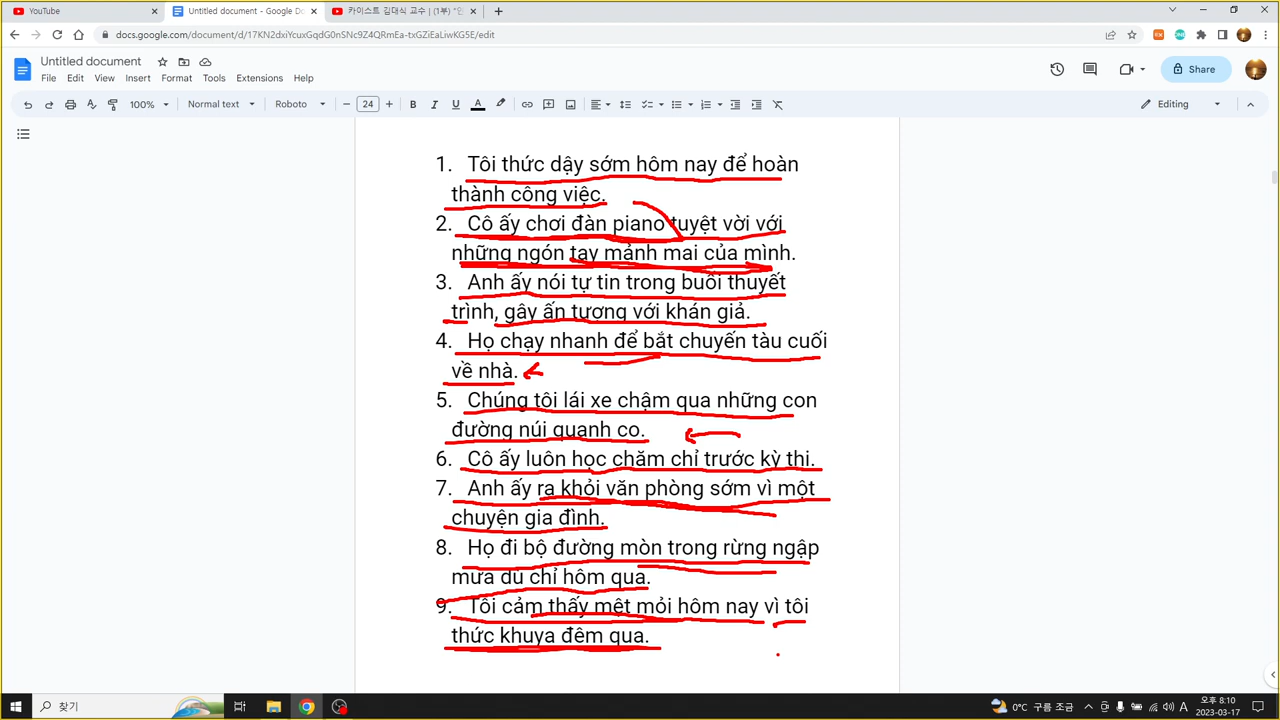 YouTube
Untitled document - Google Do
카이스트 김대식 교수 | (1부) "인
docs.google.com/document/d/17KN2dxiYcuxGqdG0nSNc9Z4QRmEa-txGZiEaLiwKG5E/edit
Untitled document
File Edit View Insert Format Tools Extensions Help
Share
100% Normal text Roboto 24 Editing
1. Tôi thức dậy sớm hôm nay để hoàn
thành công việc.
2. Cô ấy chơi đàn piano tuyệt vời với
những ngón tay mảnh mai của mình.
3. Anh ấy nói tự tin trong buổi thuyết
trình, gây ấn tượng với khán giả.
4. Họ chạy nhanh để bắt chuyến tàu cuối
về nhà.
5. Chúng tôi lái xe chậm qua những con
đường núi quanh co.
6. Cô ấy luôn học chăm chỉ trước kỳ thi.
7. Anh ấy ra khỏi văn phòng sớm vì một
chuyện gia đình.
8. Họ đi bộ đường mòn trong rừng ngập
mưa dù chỉ hôm qua.
9. Tôi cảm thấy mệt mỏi hôm nay vì tôi
thức khuya đêm qua.
찾기
0°C 구름 조금
A
오후 8:10
2023-03-17